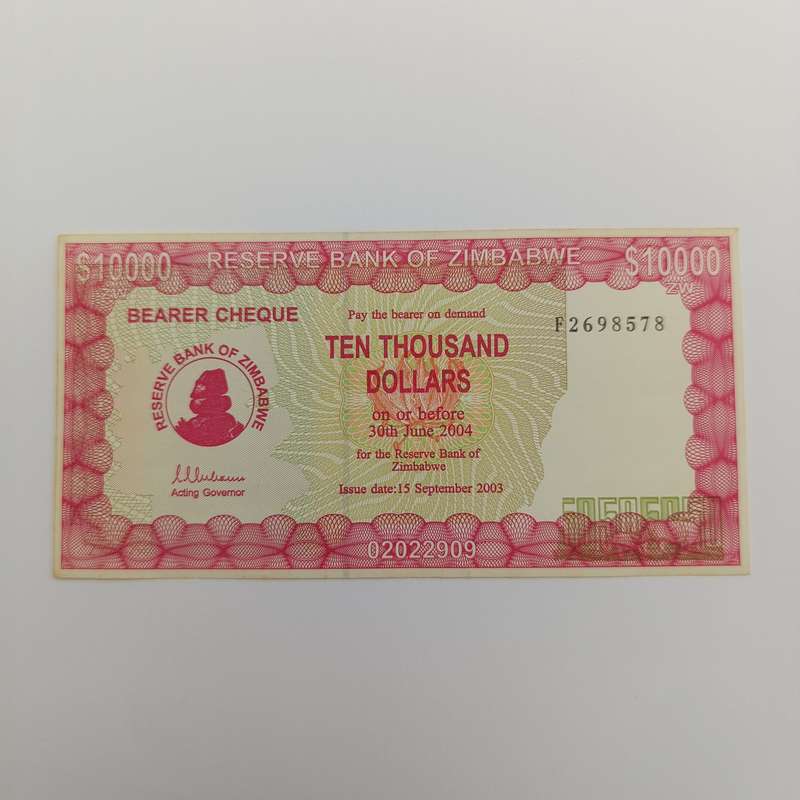 $10000 RESERVE BANK OF ZIMBABWE $10000
ZW
BEARER CHEQUE
Pay the bearer on demand
F2698578
TEN THOUSAND
DOLLARS
RESERVE BANK OF ZIMBABWE
on or before
30th June 2004
for the Reserve Bank of
Zimbabwe
Acting Governor
Issue date:15 September 2003
02022909